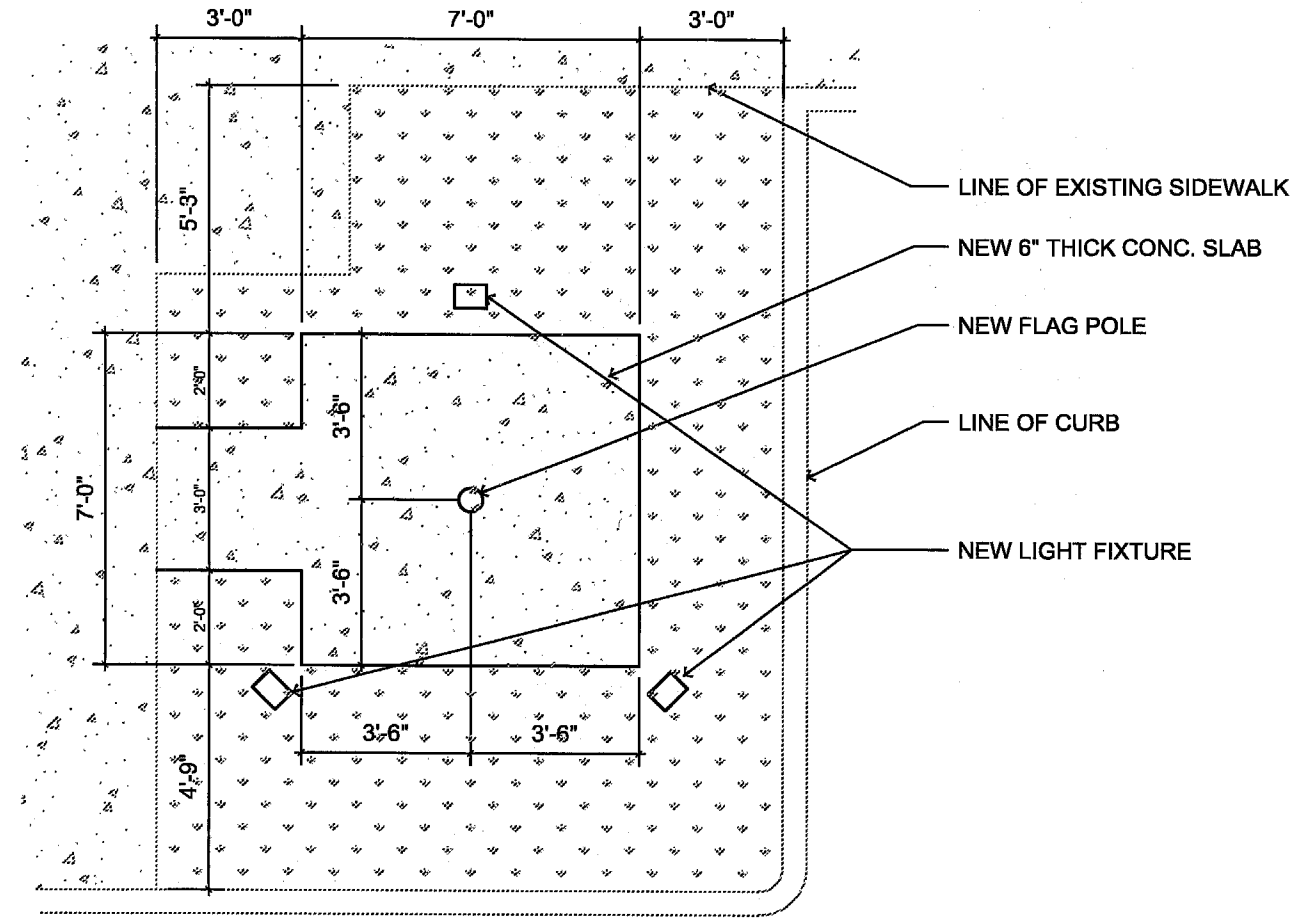 3'-0"
7'-0"
3'-0"
5'-3"
LINE OF EXISTING SIDEWALK
NEW 6" THICK CONC. SLAB
NEW FLAG POLE
2'-0"
3'-6"
7'-0"
LINE OF CURB
3'-0"
NEW LIGHT FIXTURE
3'-6"
2'-0"
3'-6"
3'-6"
4'-9"